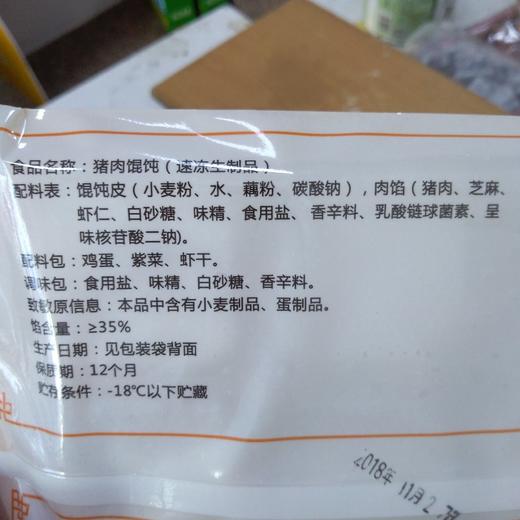 食品名称：猪肉馄饨（速冻生制品）
配料表：馄饨皮（小麦粉、水、藕粉、碳酸钠），肉馅（猪肉、芝麻、
虾仁、白砂糖、味精、食用盐、香辛料、乳酸链球菌素、呈
味核苷酸二钠)。
配料包：鸡蛋、紫菜、虾干。
调味包：食用盐、味精、白砂糖、香辛料。
致敏原信息：本品中含有小麦制品、蛋制品。
馅含量：≥35%
生产日期：见包装袋背面
保质期：12个月
贮存条件：-18℃以下贮藏
2018年 11月2